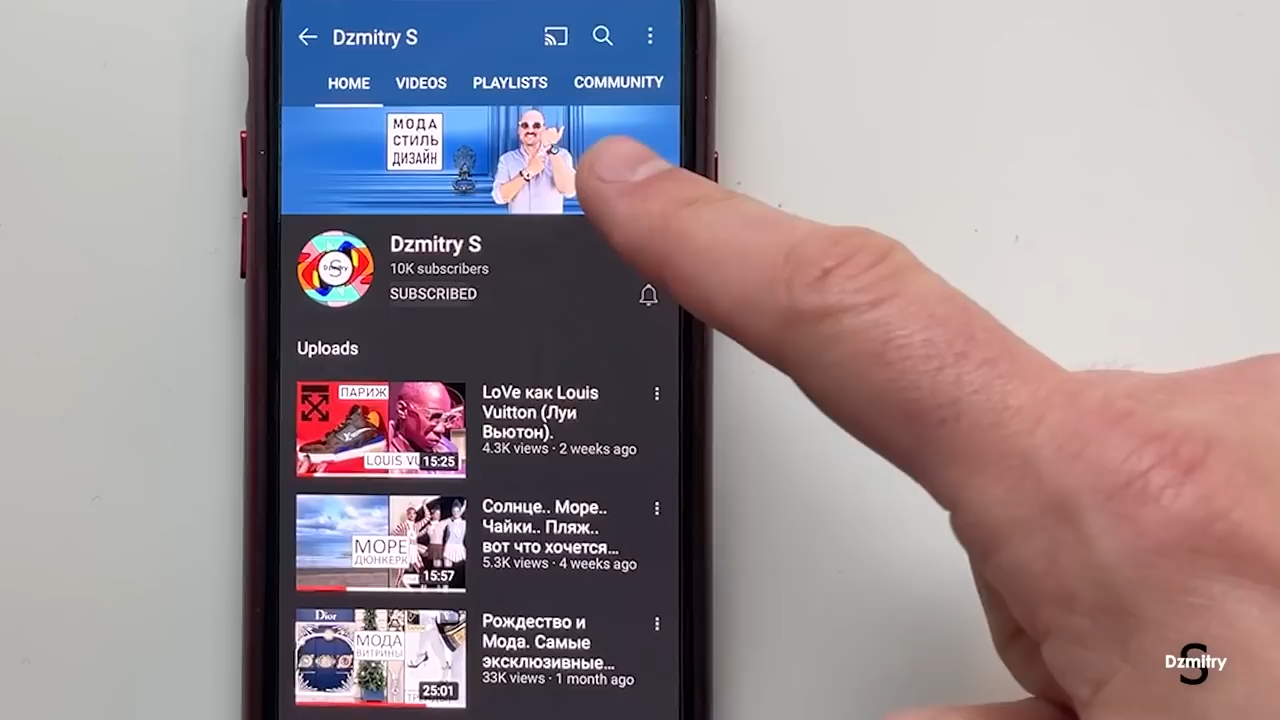 Dzmitry S
HOME VIDEOS PLAYLISTS COMMUNITY
МОДА
СТИЛЬ
ДИЗАЙН
Dzmitry S
Dzmitry S
10K subscribers
SUBSCRIBED
Uploads
ПАРИЖ
LOUIS VU
15:25
LoVe как Louis
Vuitton (Луи
Вьютон).
4.3K views · 2 weeks ago
МОРЕ
ДЮНКЕРК
15:57
Солнце.. Море..
Чайки.. Пляж..
вот что хочется...
5.3K views · 4 weeks ago
Dior
МОДА
ВИТРИНЫ
25:01
Рождество и
Мода. Самые
эксклюзивные...
33K views · 1 month ago
Dzmitry S